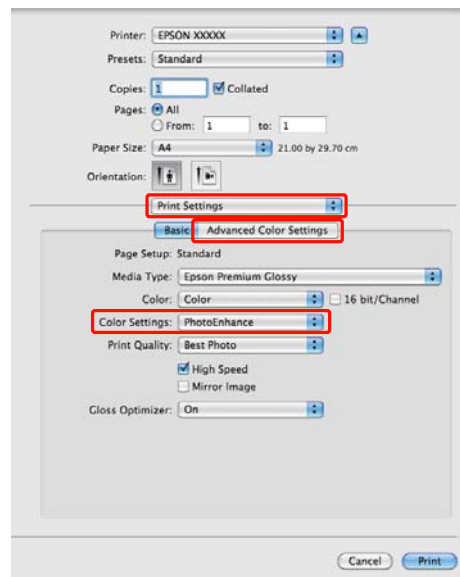 Printer: EPSON XXXXX
Presets: Standard
Copies: 1 Collated
Pages: All
From: 1 to: 1
Paper Size: A4 21.00 by 29.70 cm
Orientation:
Print Settings
Basic Advanced Color Settings
Page Setup: Standard
Media Type: Epson Premium Glossy
Color: Color 16 bit/Channel
Color Settings: PhotoEnhance
Print Quality: Best Photo
High Speed
Mirror Image
Gloss Optimizer: On
Cancel Print